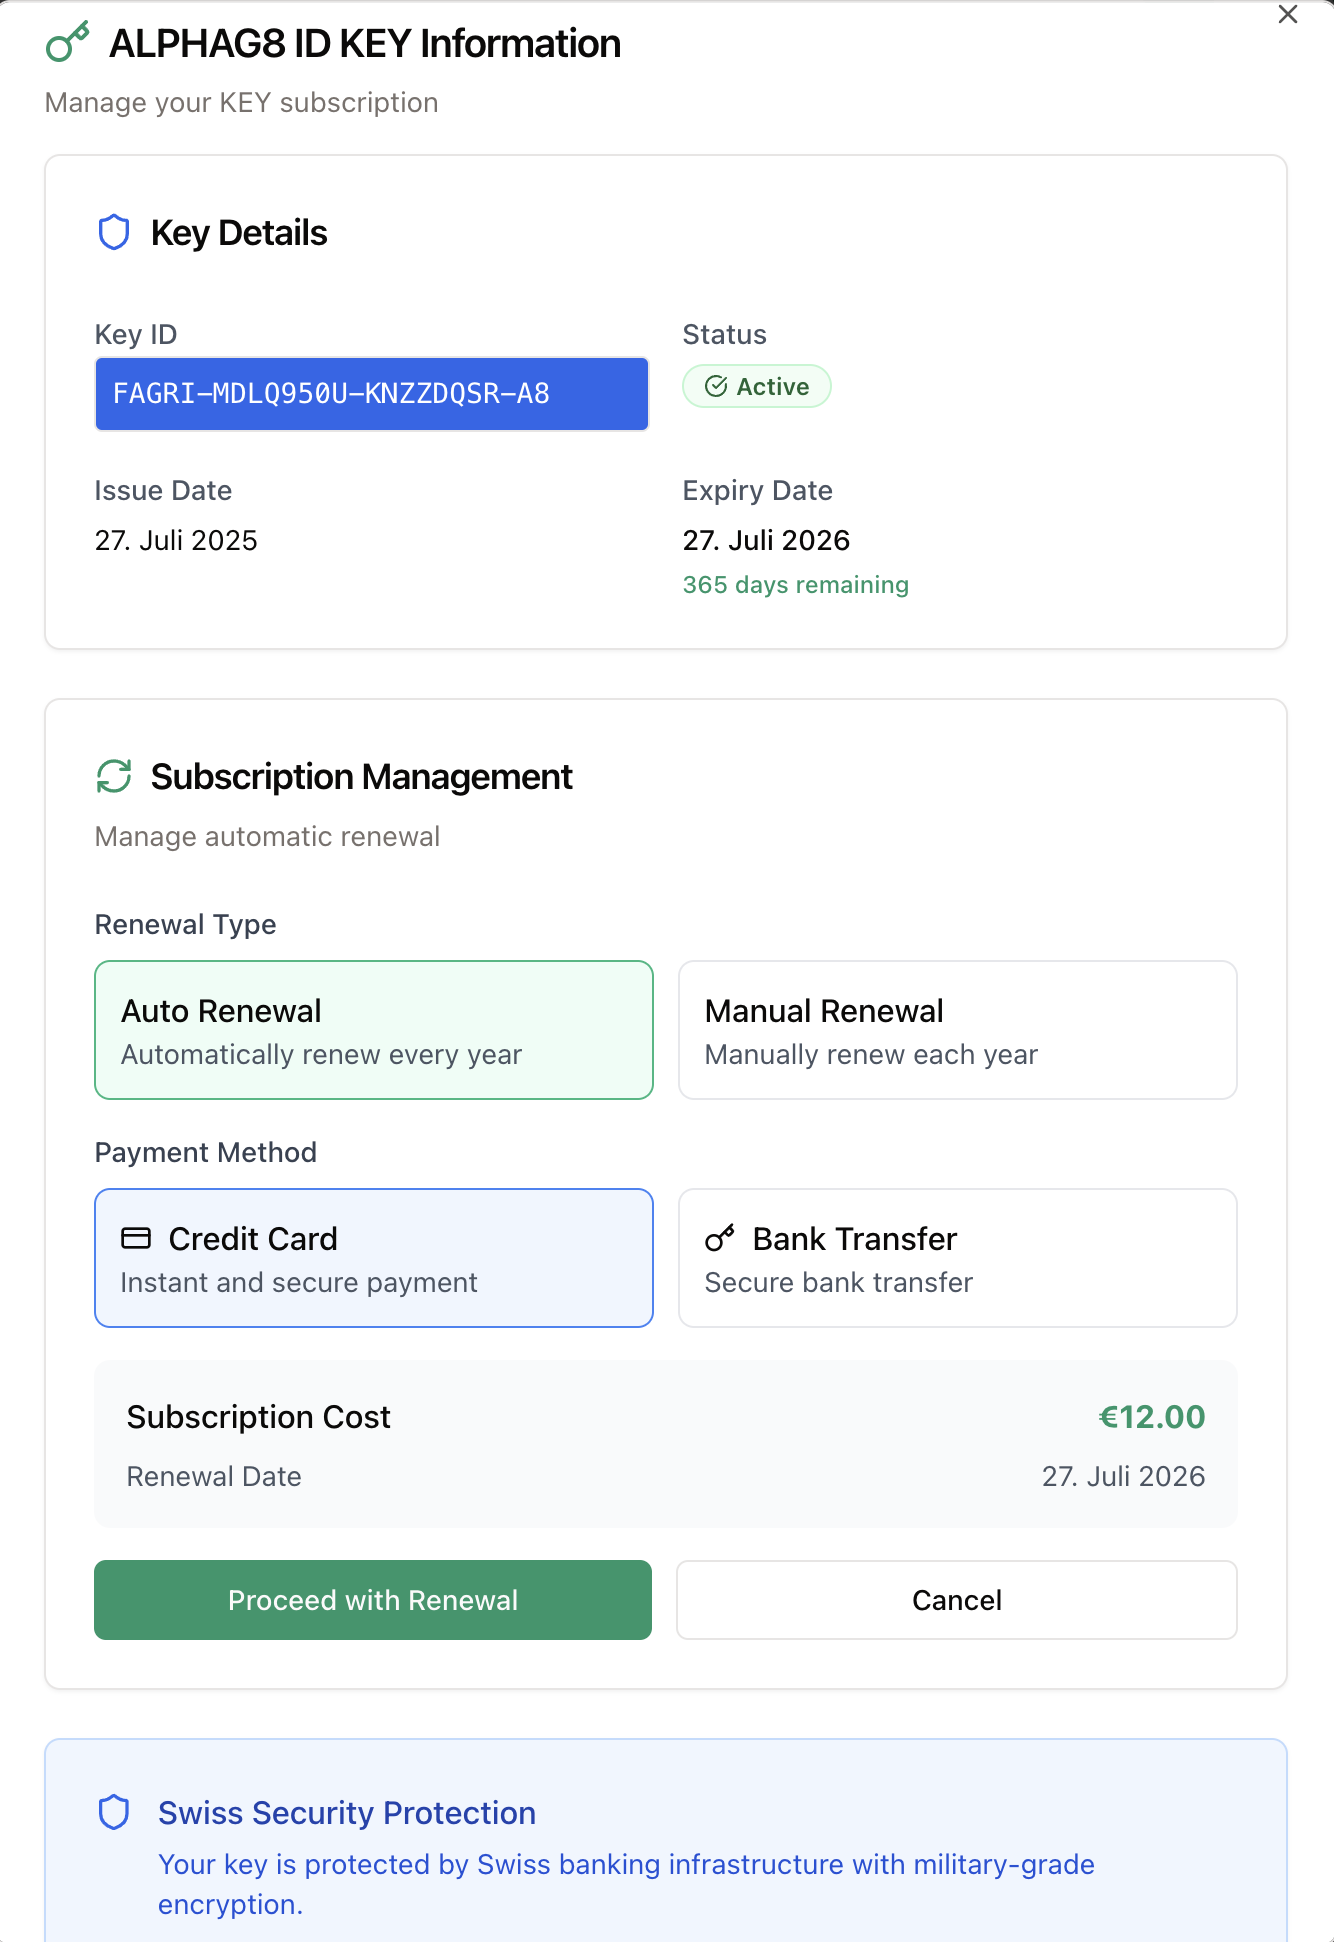 ALPHAG8 ID KEY Information
Manage your KEY subscription
Key Details
Key ID
FAGRI-MDLQ950U-KNZZDQSR-A8
Status
Active
Issue Date
27. Juli 2025
Expiry Date
27. Juli 2026
365 days remaining
Subscription Management
Manage automatic renewal
Renewal Type
Auto Renewal
Automatically renew every year
Manual Renewal
Manually renew each year
Payment Method
Credit Card
Instant and secure payment
Bank Transfer
Secure bank transfer
Subscription Cost €12.00
Renewal Date 27. Juli 2026
Proceed with Renewal
Cancel
Swiss Security Protection
Your key is protected by Swiss banking infrastructure with military-grade
encryption.